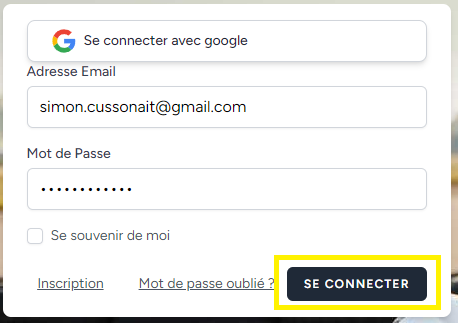 Se connecter avec google
Adresse Email
simon.cussonait@gmail.com
Mot de Passe
••••••••••••
Se souvenir de moi
Inscription Mot de passe oublié ? SE CONNECTER